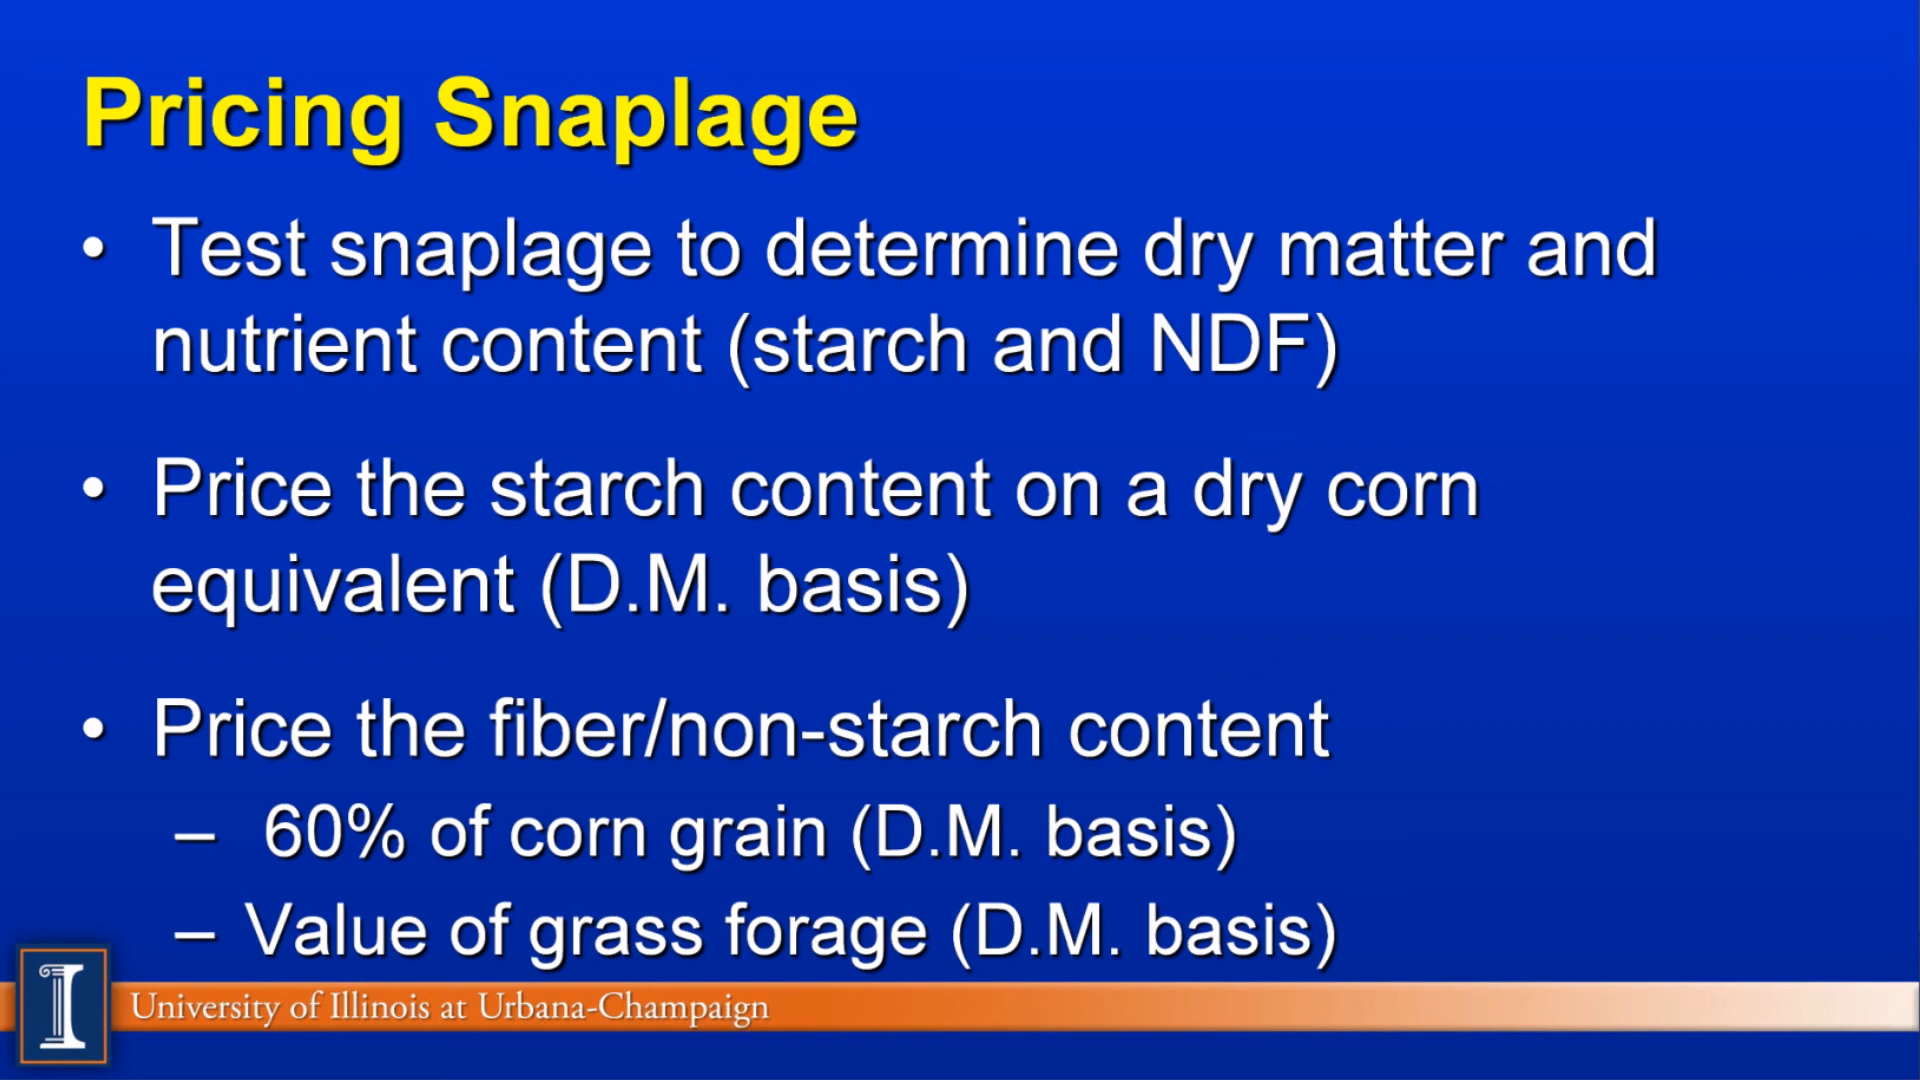 Pricing Snaplage
• Test snaplage to determine dry matter and
nutrient content (starch and NDF)
• Price the starch content on a dry corn
equivalent (D.M. basis)
• Price the fiber/non-starch content
– 60% of corn grain (D.M. basis)
– Value of grass forage (D.M. basis)
I University of Illinois at Urbana-Champaign